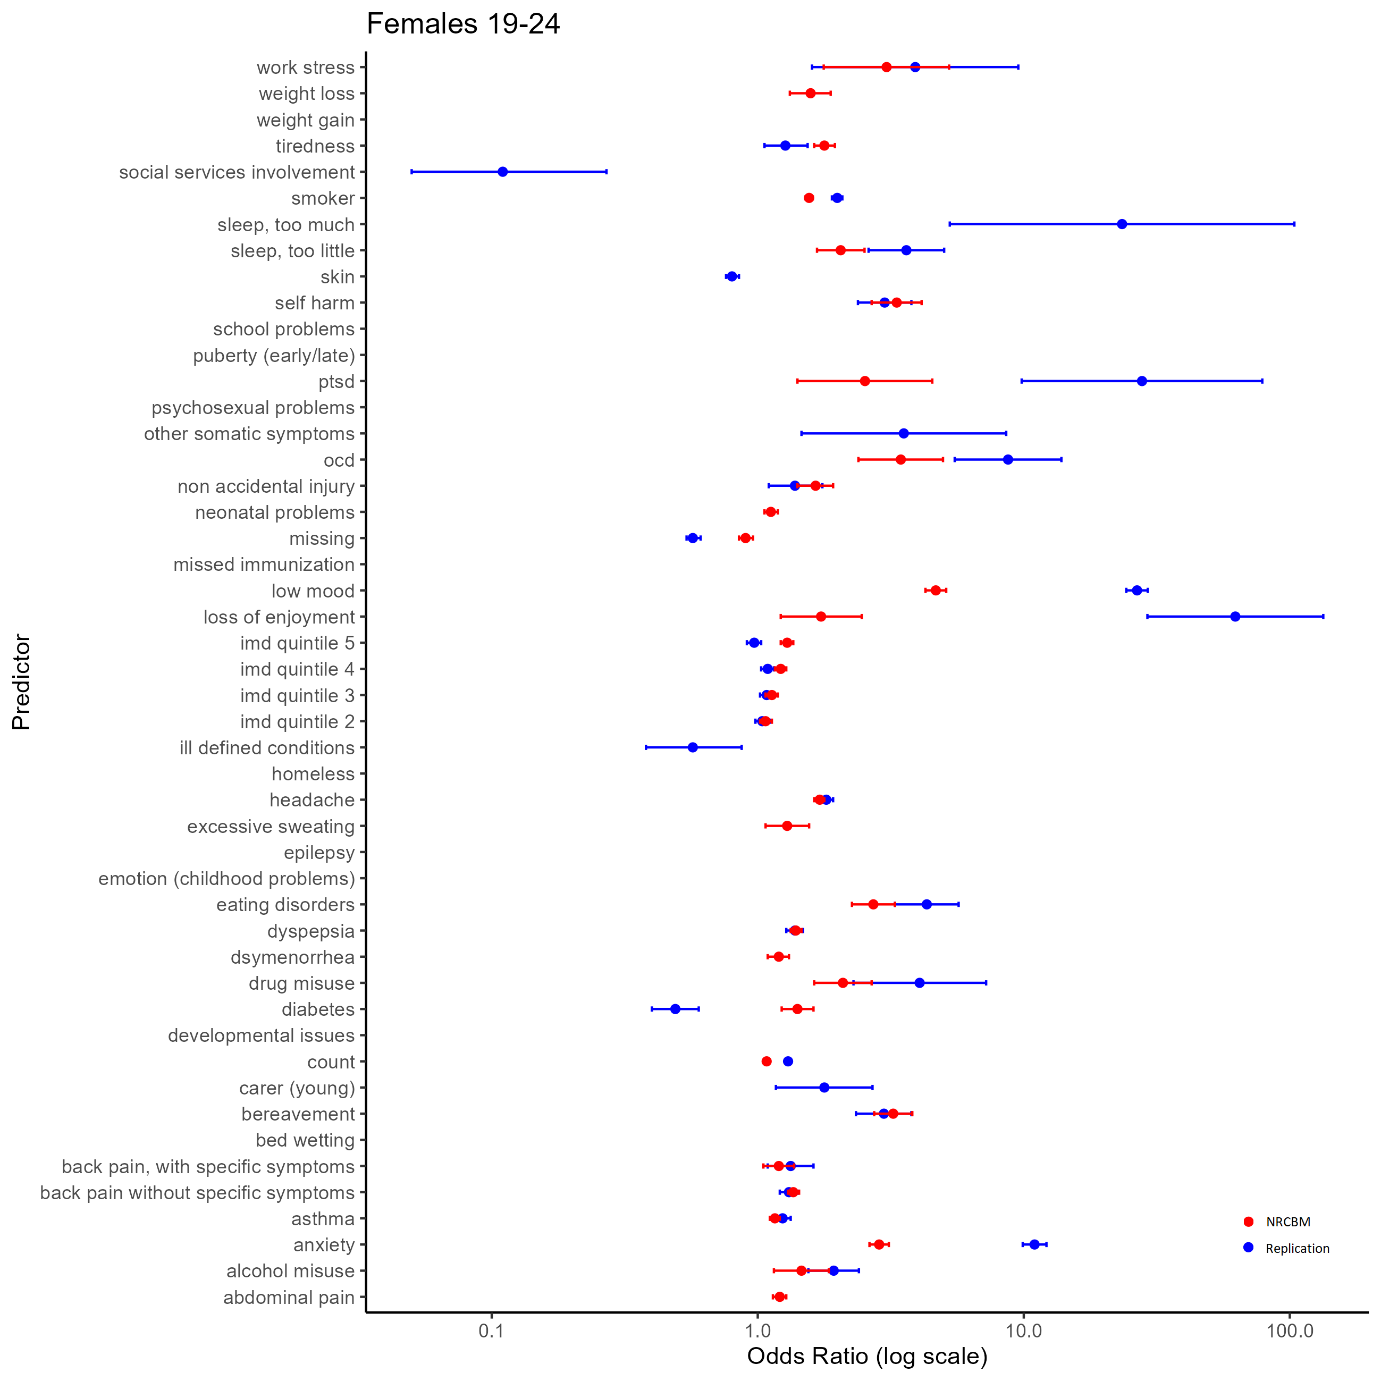 Females 19-24
work stress
weight loss
weight gain
tiredness
social services involvement
smoker
sleep, too much
sleep, too little
skin
self harm
school problems
puberty (early/late)
ptsd
psychosexual problems
other somatic symptoms
ocd
non accidental injury
neonatal problems
missing
missed immunization
low mood
loss of enjoyment
imd quintile 5
imd quintile 4
imd quintile 3
imd quintile 2
ill defined conditions
homeless
headache
excessive sweating
epilepsy
emotion (childhood problems)
eating disorders
dyspepsia
dsymenorrhea
drug misuse
diabetes
developmental issues
count
carer (young)
bereavement
bed wetting
back pain, with specific symptoms
back pain without specific symptoms
asthma
anxiety
alcohol misuse
abdominal pain
Predictor
NRCBM
Replication
0.1 1.0 10.0 100.0
Odds Ratio (log scale)